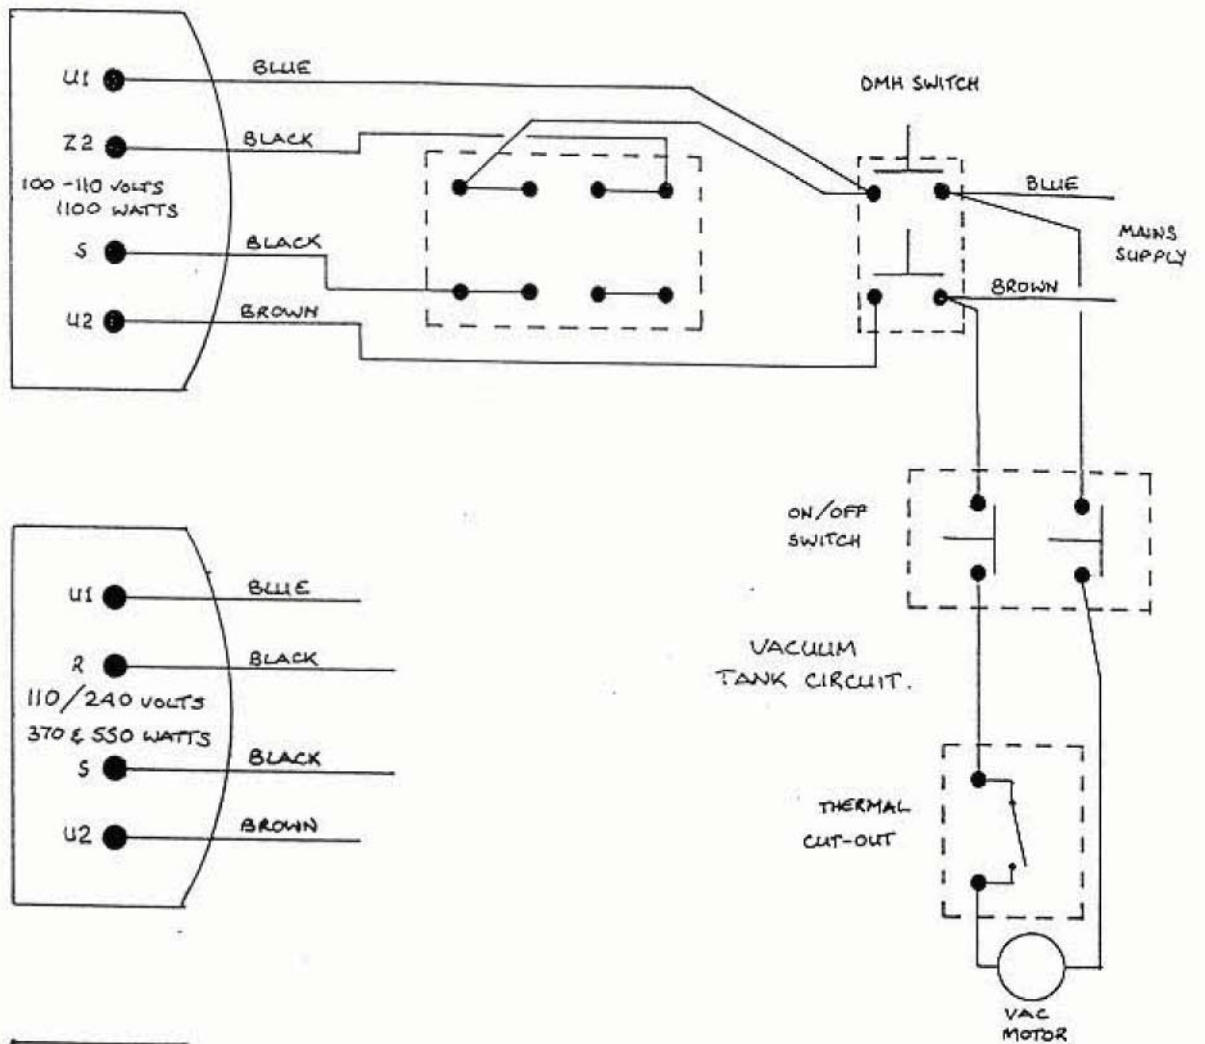 U1
BLUE
DMH SWITCH
Z2
BLACK
100-110 VOLTS
1100 WATTS
BLUE
MAINS
SUPPLY
S
BLACK
BROWN
U2
BROWN
ON/OFF
SWITCH
U1
BLUE
R
BLACK
110/240 VOLTS
370 & 550 WATTS
S
BLACK
U2
BROWN
VACUUM
TANK CIRCUIT.
THERMAL
CUT-OUT
VAC
MOTOR